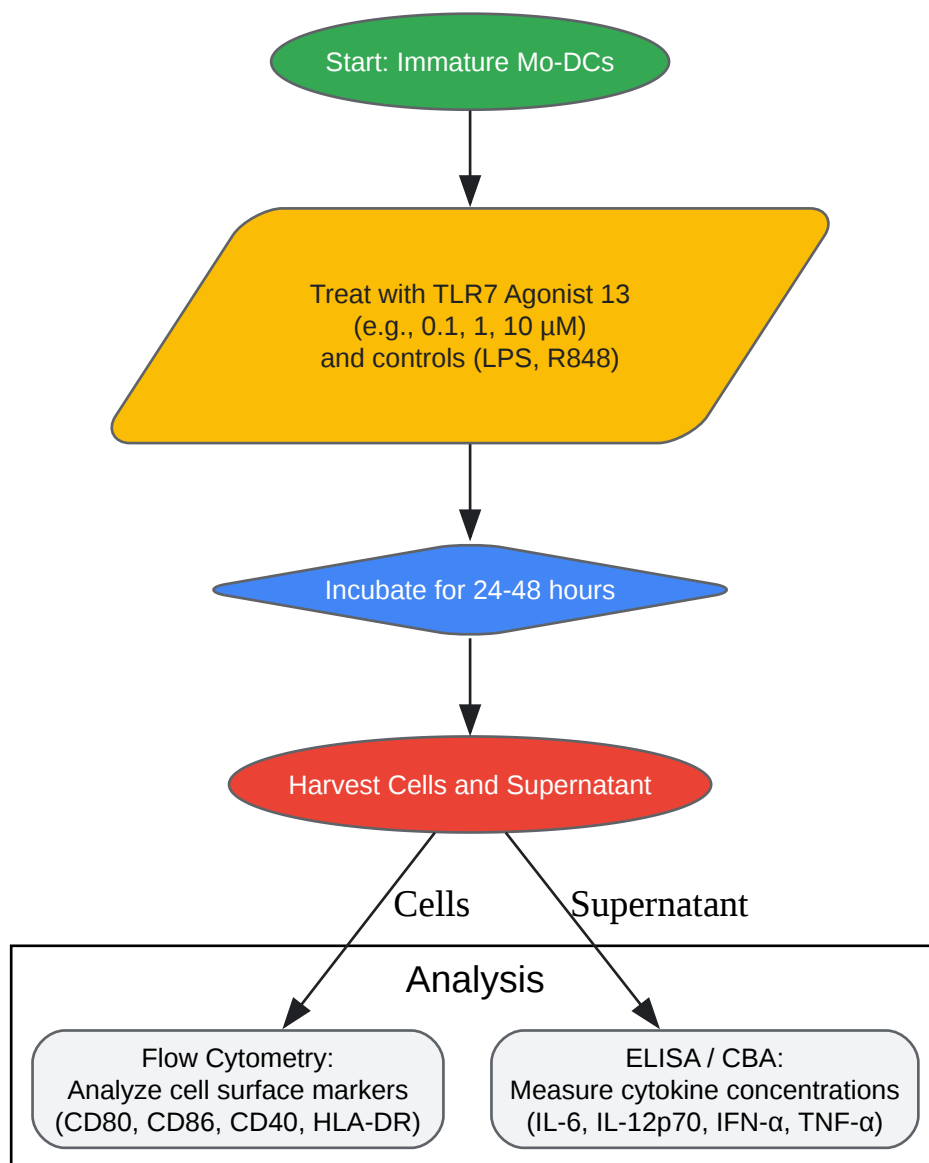 Start: Immature Mo-DCs
Treat with TLR7 Agonist 13
(e.g., 0.1, 1, 10 µM)
and controls (LPS, R848)
Incubate for 24-48 hours
Harvest Cells and Supernatant
Cells
Supernatant
Analysis
Flow Cytometry:
Analyze cell surface markers
(CD80, CD86, CD40, HLA-DR)
ELISA / CBA:
Measure cytokine concentrations
(IL-6, IL-12p70, IFN-α, TNF-α)